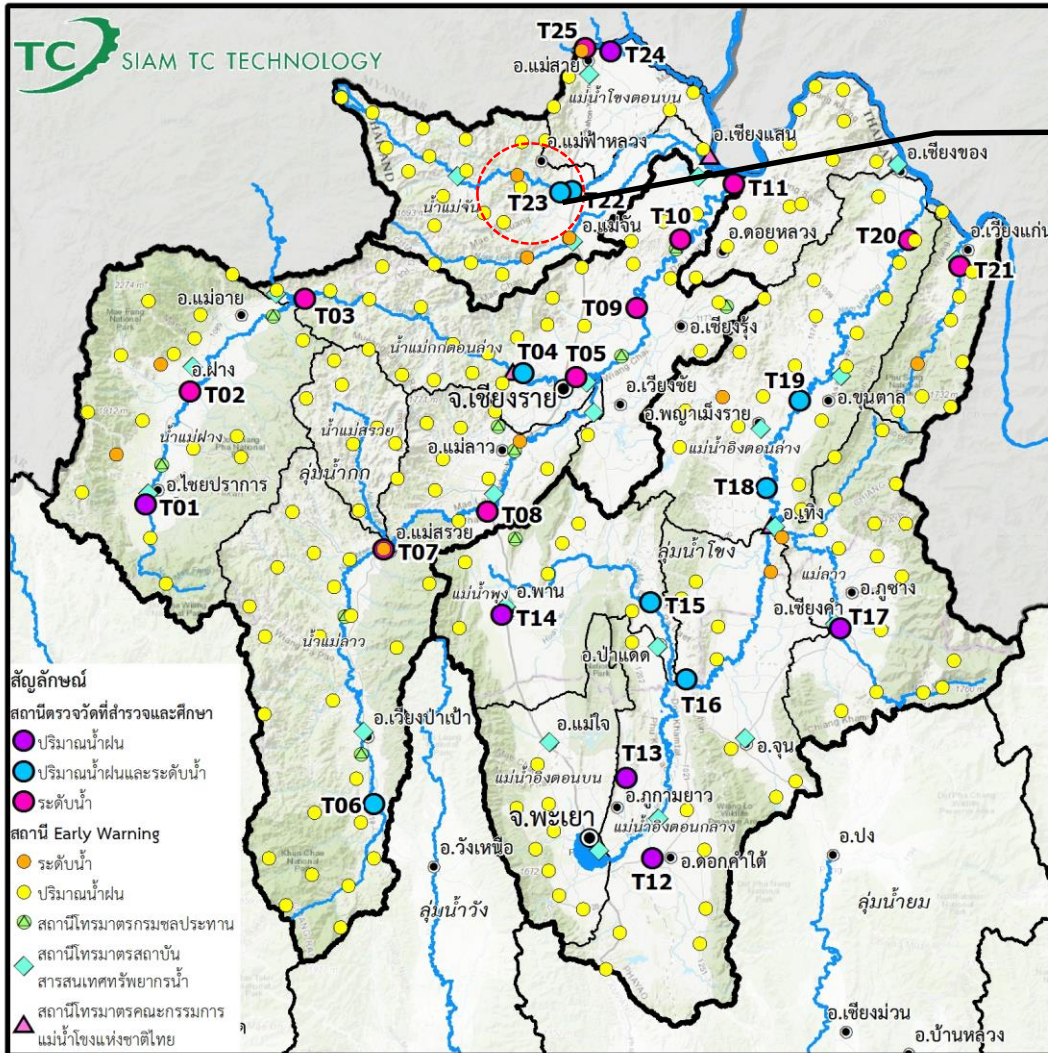 TC SIAM TC TECHNOLOGY
T25
T24
อ.แม่สาย
แม่น้ำโขงตอนบน
MYANMAR
THAILAND
THAILAND
อ.แม่ฟ้าหลวง
อ.เชียงแสน
อ.เชียงของ
น้ำแม่จัน
T23
T22
T11
อ.แม่จัน
T10
อ.ดอยหลวง
T20
อ.เวียงแก่น
T21
อ.แม่อาย
T03
T09
อ.เชียงรุ้ง
น้ำแม่กกตอนล่าง
T04
T05
อ.ฝาง
T02
จ.เชียงราย
อ.เวียงชัย
T19
อ.ขุนตาล
อ.พญาเม็งราย
น้ำแม่ฝาง
น้ำแม่สรวย
อ.แม่ลาว
แม่น้ำอิงตอนล่าง
ลุ่มน้ำกก
อ.ไชยปราการ
T01
T18
T08
อ.เทิง
อ.แม่สรวย
T07
ลุ่มน้ำโขง
แม่ลาว
แม่น้ำพุง
อ.พาน
T14
T15
อ.ภูซาง
อ.เชียงคำ
T17
น้ำแม่ลาว
อ.ป่าแดด
T16
อ.เวียงป่าเป้า
อ.แม่ใจ
อ.จุน
T13
แม่น้ำอิงตอนบน
T06
อ.ภูกามยาว
แม่น้ำอิงตอนกลาง
จ.พะเยา
อ.วังเหนือ
T12
อ.ดอกคำใต้
อ.ปง
ลุ่มน้ำวัง
ลุ่มน้ำยม
อ.เชียงม่วน
อ.บ้านหลวง
สัญลักษณ์
สถานีตรวจวัดที่สำรวจและศึกษา
ปริมาณน้ำฝน
ปริมาณน้ำฝนและระดับน้ำ
ระดับน้ำ
สถานี Early Warning
ระดับน้ำ
ปริมาณน้ำฝน
สถานีโทรมาตรกรมชลประทาน
สถานีโทรมาตรสถาบัน
สารสนเทศทรัพยากรน้ำ
สถานีโทรมาตรคณะกรรมการ
แม่น้ำโขงแห่งชาติไทย